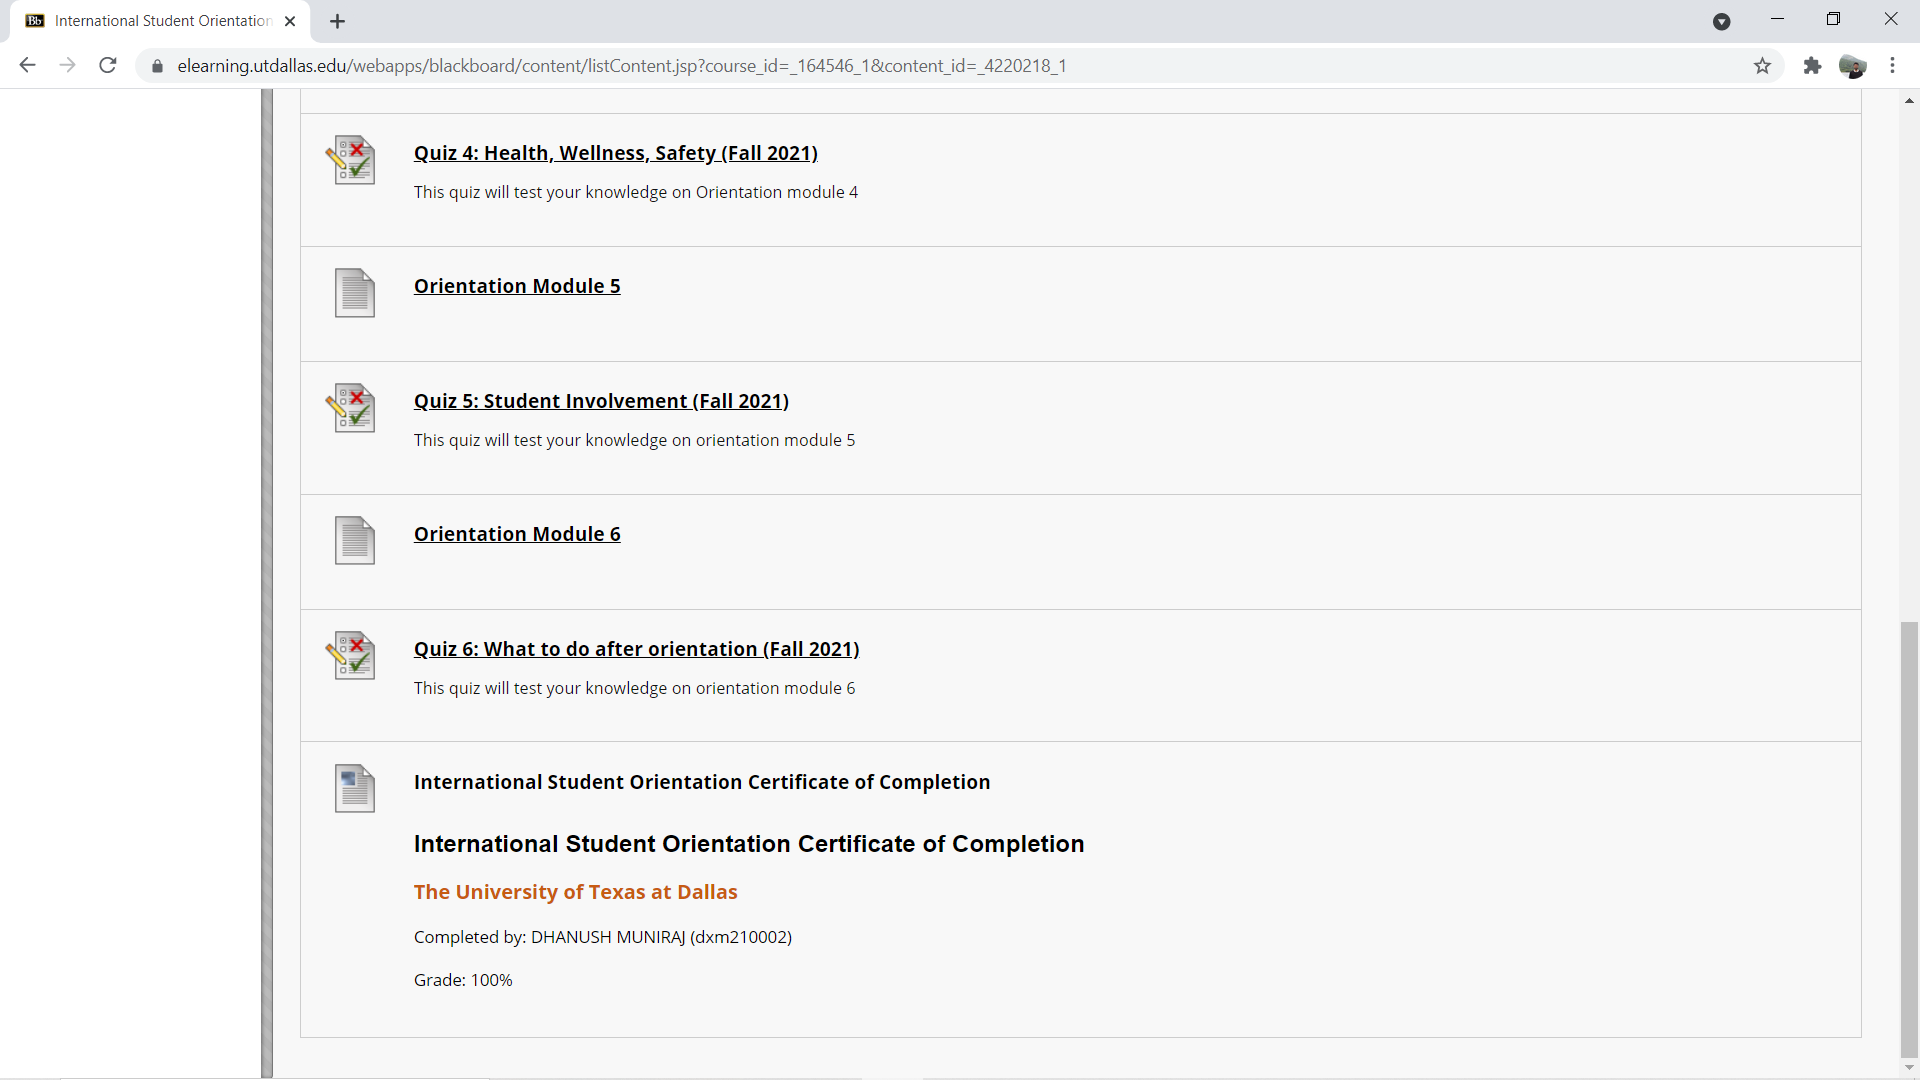 Bb International Student Orientation
elearning.utdallas.edu/webapps/blackboard/content/listContent.jsp?course_id=_164546_1&content_id=_4220218_1
Quiz 4: Health, Wellness, Safety (Fall 2021)
This quiz will test your knowledge on Orientation module 4
Orientation Module 5
Quiz 5: Student Involvement (Fall 2021)
This quiz will test your knowledge on orientation module 5
Orientation Module 6
Quiz 6: What to do after orientation (Fall 2021)
This quiz will test your knowledge on orientation module 6
International Student Orientation Certificate of Completion
International Student Orientation Certificate of Completion
The University of Texas at Dallas
Completed by: DHANUSH MUNIRAJ (dxm210002)
Grade: 100%